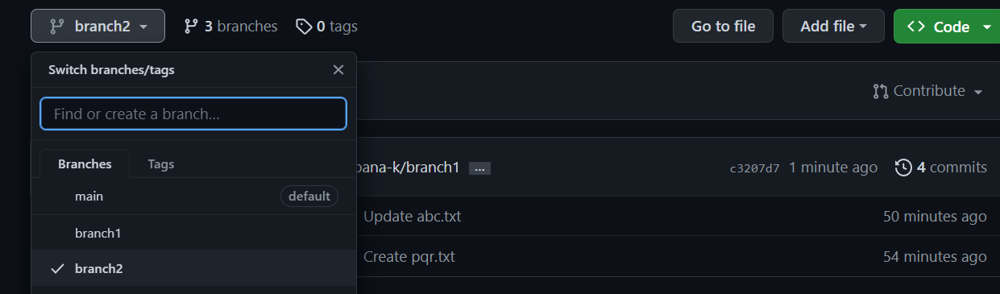 branch2 3 branches 0 tags Go to file Add file Code
Switch branches/tags
Contribute
Find or create a branch...
Branches Tags
/branch1 ... c3207d7 1 minute ago 4 commits
main default
Update abc.txt 50 minutes ago
branch1
Create pqr.txt 54 minutes ago
branch2